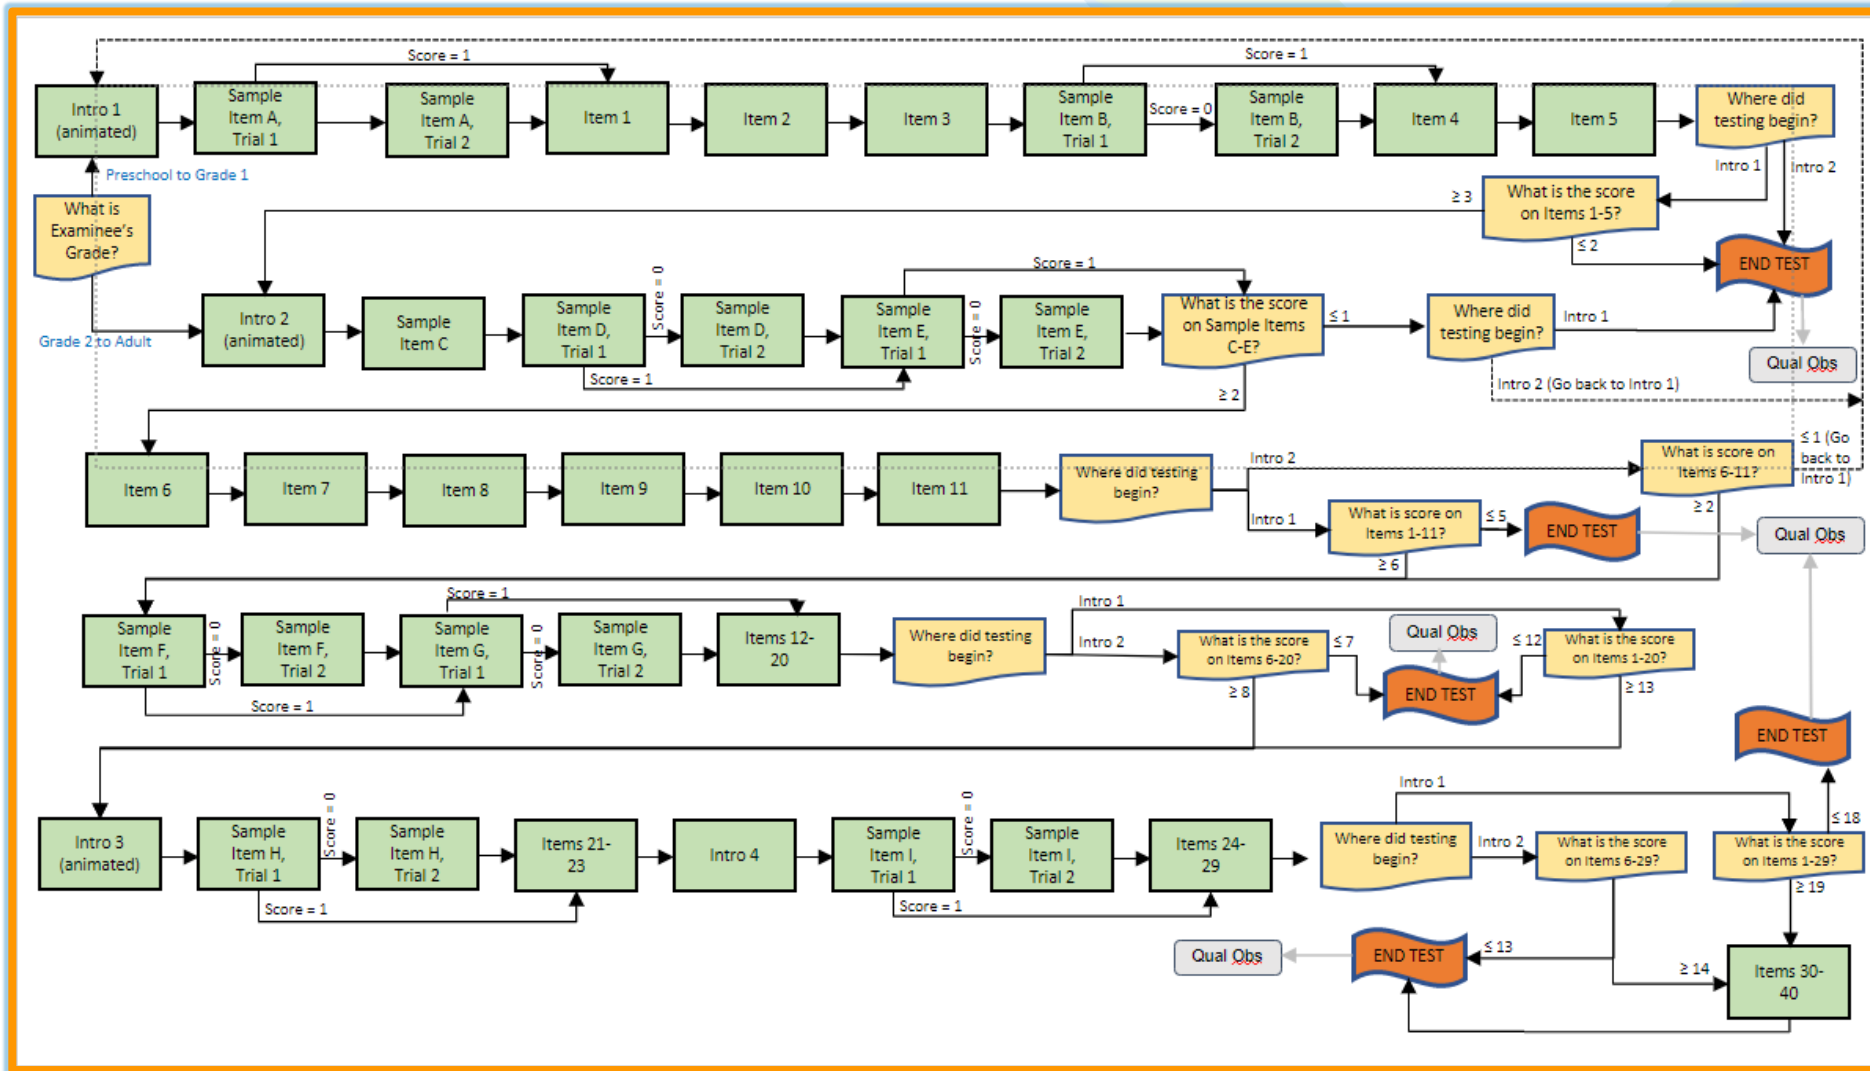 Score = 1
Score = 1
Intro 1
(animated)
Sample
Item A,
Trial 1
Sample
Item A,
Trial 2
Item 1
Item 2
Item 3
Sample
Item B,
Trial 1
Score = 0
Sample
Item B,
Trial 2
Item 4
Item 5
Where did
testing begin?
Preschool to Grade 1
Intro 1
Intro 2
What is
Examinee's
Grade?
≥ 3
What is the score
on Items 1-5?
≤ 2
END TEST
Grade 2 to Adult
Intro 2
(animated)
Sample
Item C
Sample
Item D,
Trial 1
Score = 0
Sample
Item D,
Trial 2
Score = 1
Sample
Item E,
Trial 1
Score = 0
Score = 1
Sample
Item E,
Trial 2
What is the score
on Sample Items
C-E?
≤ 1
≥ 2
Where did
testing begin?
Intro 1
Qual Obs
Intro 2 (Go back to Intro 1)
Item 6
Item 7
Item 8
Item 9
Item 10
Item 11
Where did testing
begin?
Intro 2
Intro 1
What is score on
Items 6-11?
≤ 1 (Go
back to
Intro 1)
≥ 2
What is score on
Items 1-11?
≤ 5
END TEST
Qual Obs
≥ 6
Sample
Item F,
Trial 1
Score = 0
Sample
Item F,
Trial 2
Score = 1
Sample
Item G,
Trial 1
Score = 1
Score = 0
Sample
Item G,
Trial 2
Items 12-
20
Where did testing
begin?
Intro 1
Intro 2
What is the score
on Items 6-20?
≤ 7
≥ 8
Qual Obs
END TEST
≤ 12
What is the score
on Items 1-20?
≥ 13
END TEST
Intro 3
(animated)
Sample
Item H,
Trial 1
Score = 0
Sample
Item H,
Trial 2
Score = 1
Items 21-
23
Intro 4
Sample
Item I,
Trial 1
Score = 0
Sample
Item I,
Trial 2
Score = 1
Items 24-
29
Where did testing
begin?
Intro 1
Intro 2
What is the score
on Items 6-29?
What is the score
on Items 1-29?
≤ 18
≥ 19
Qual Obs
END TEST
≤ 13
≥ 14
Items 30-
40